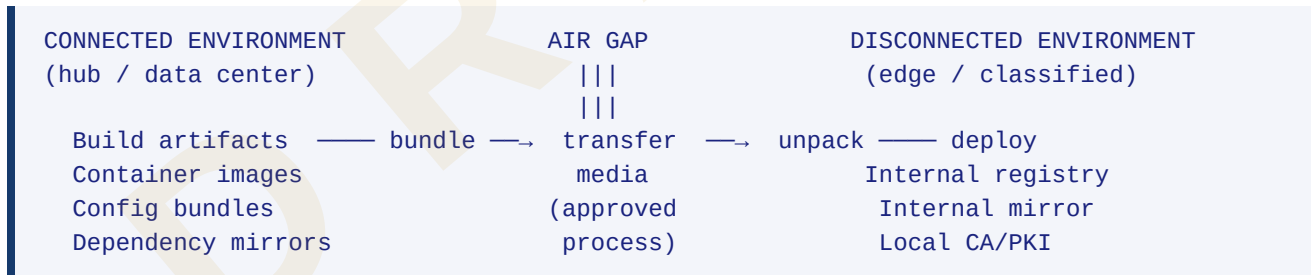 CONNECTED ENVIRONMENT AIR GAP DISCONNECTED ENVIRONMENT
(hub / data center) ||| (edge / classified)
|||
Build artifacts ──── bundle ──→ transfer ──→ unpack ──── deploy
Container images media Internal registry
Config bundles (approved Internal mirror
Dependency mirrors process) Local CA/PKI